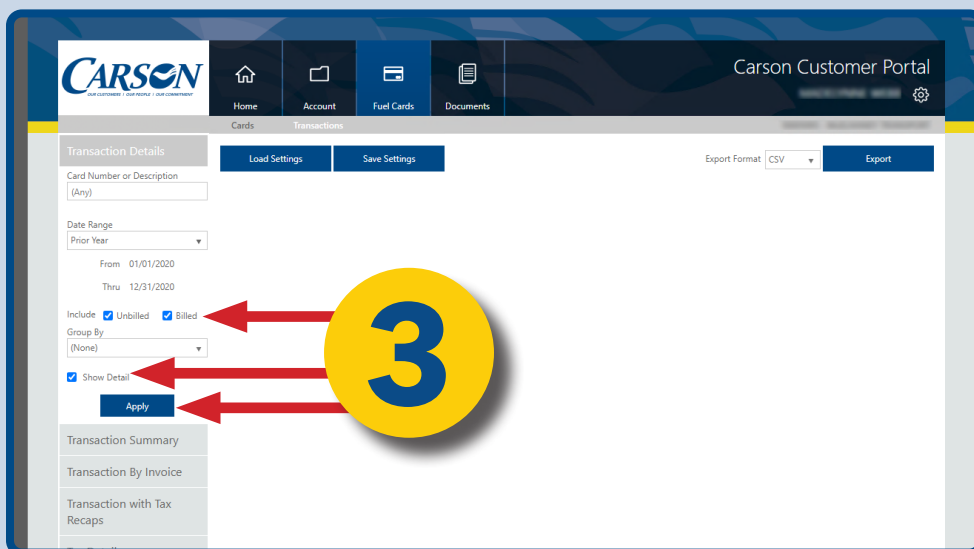 CARSON
OUR CUSTOMERS | OUR PEOPLE | OUR COMMITMENT
Home
Account
Fuel Cards
Documents
Carson Customer Portal
Cards
Transactions
Transaction Details
Load Settings
Save Settings
Export Format
CSV
Export
Card Number or Description
(Any)
Date Range
Prior Year
From 01/01/2020
Thru 12/31/2020
Include Unbilled Billed
Group By
(None)
Show Detail
Apply
3
Transaction Summary
Transaction By Invoice
Transaction with Tax
Recaps